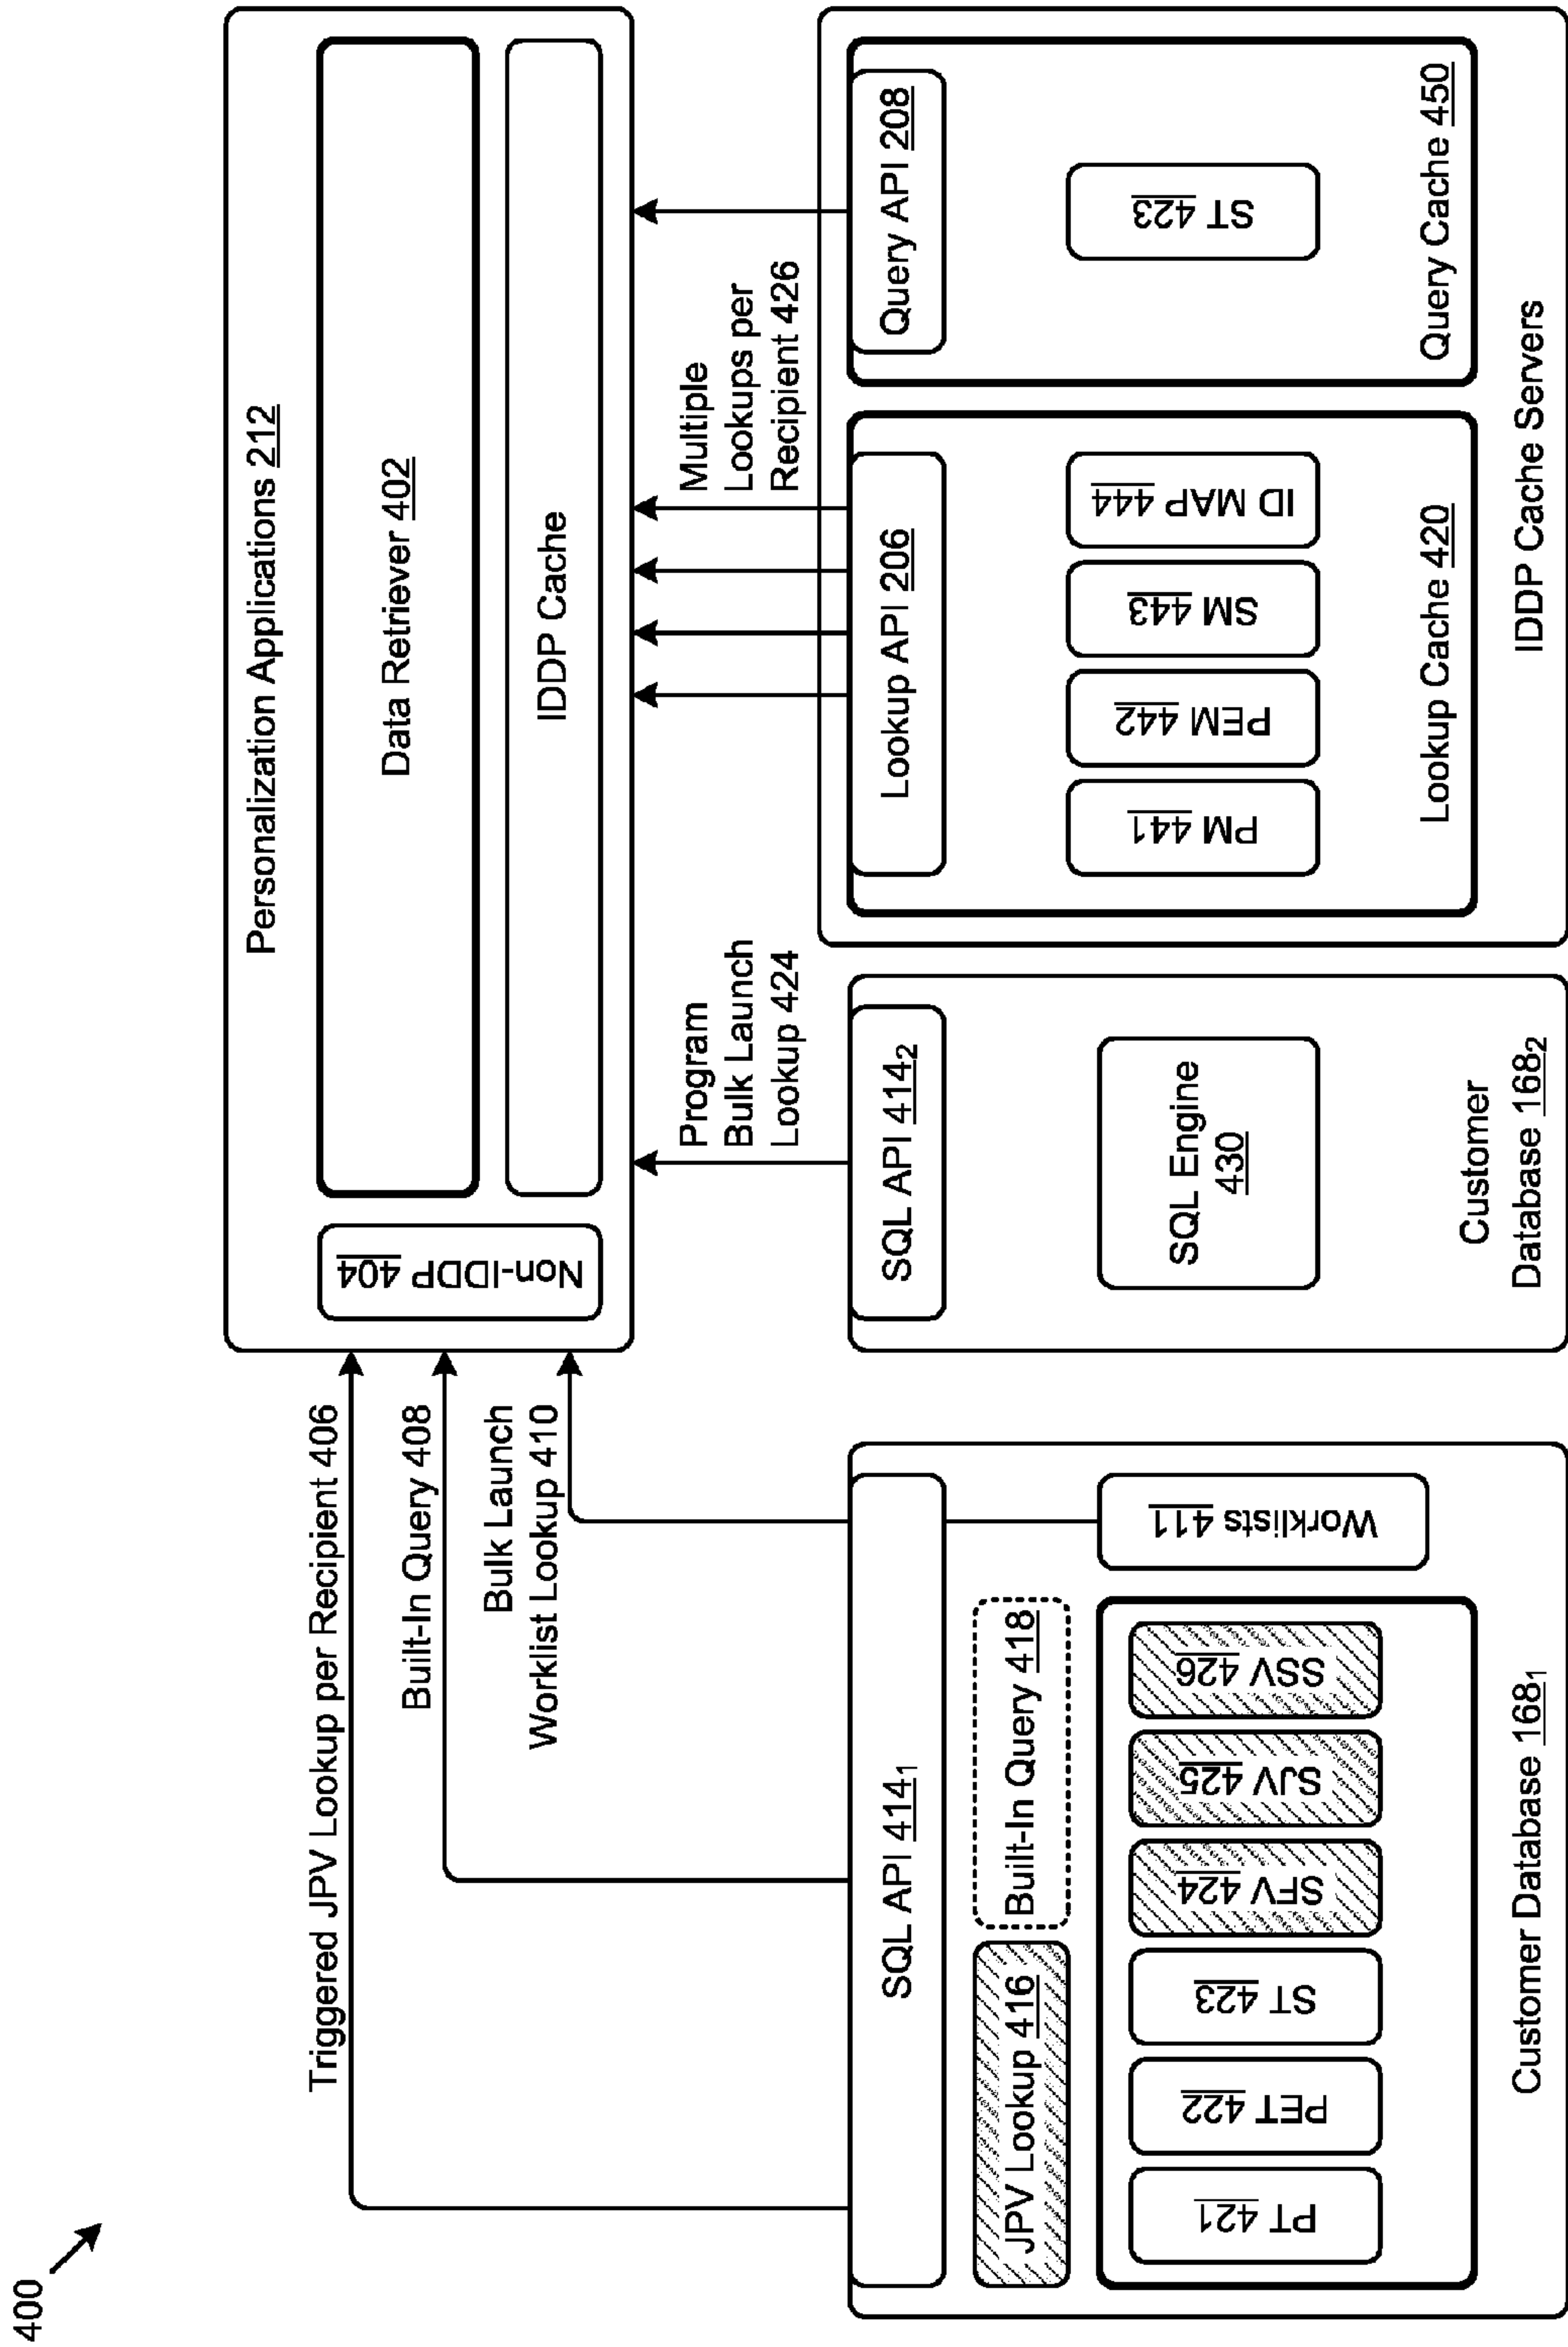 400
Personalization Applications 212
Data Retriever 402
IDDP Cache
Non-IDDP 404
Triggered JPV Lookup per Recipient 406
Built-In Query 408
Bulk Launch
Worklist Lookup 410
Program
Bulk Launch
Lookup 424
Multiple
Lookups per
Recipient 426
SQL API 414₁
JPV Lookup 416
Built-In Query 418
Worklists 411
PT 421
PET 422
ST 423
SFV 424
SJV 425
SSV 426
Customer Database 168₁
SQL API 414₂
SQL Engine
430
Customer
Database 168₂
Lookup API 206
PM 441
PEM 442
SM 443
ID MAP 444
Lookup Cache 420
Query API 208
ST 423
Query Cache 450
IDDP Cache Servers